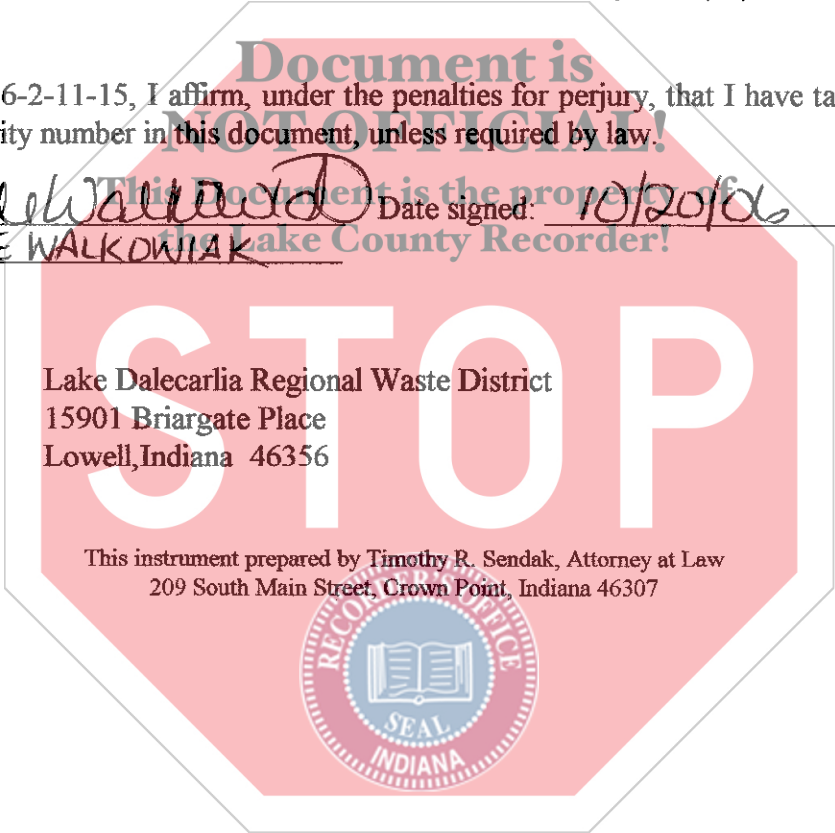 Document is
6-2-11-15, I affirm, under the penalties for perjury, that I have ta
ity number in this document, unless required by law.
NOT OFFICIAL!
This Document is the property of
Date signed: 10/20/06
the Lake County Recorder!
E WALKOWIAK
STOP
Lake Dalecarlia Regional Waste District
15901 Briargate Place
Lowell,Indiana 46356
This instrument prepared by Timothy R. Sendak, Attorney at Law
209 South Main Street, Crown Point, Indiana 46307
RECORDER'S OFFICE
SEAL
INDIANA